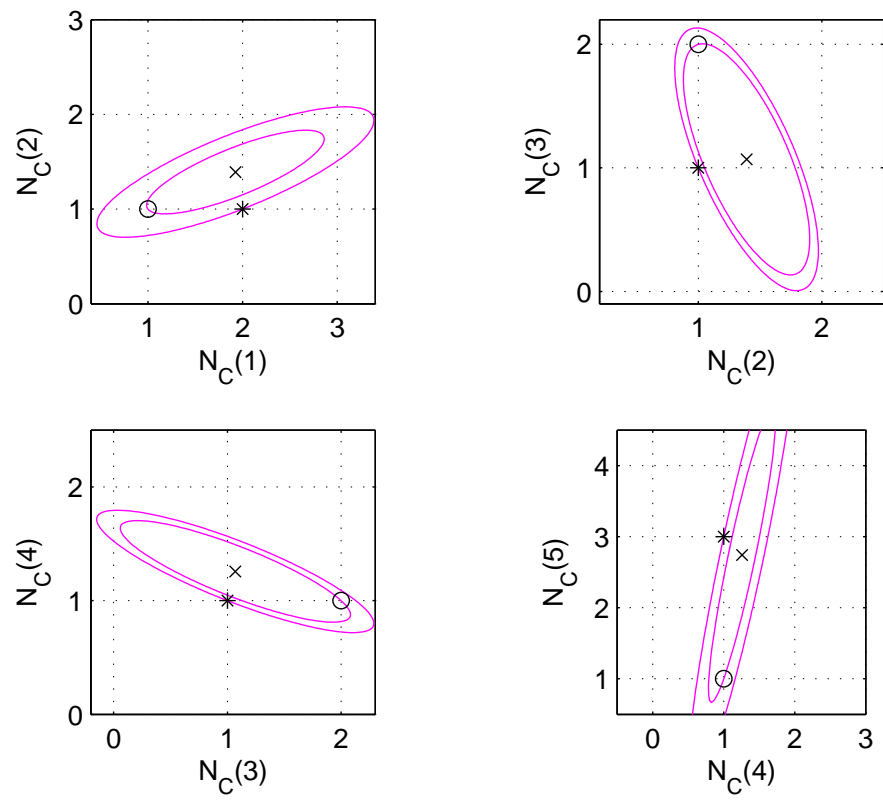 3
2
1
0
1 2 3
N_C(1)
N_C(2)
2
1
0
1 2
N_C(2)
N_C(3)
2
1
0
0 1 2
N_C(3)
N_C(4)
4
3
2
1
0 1 2 3
N_C(4)
N_C(5)